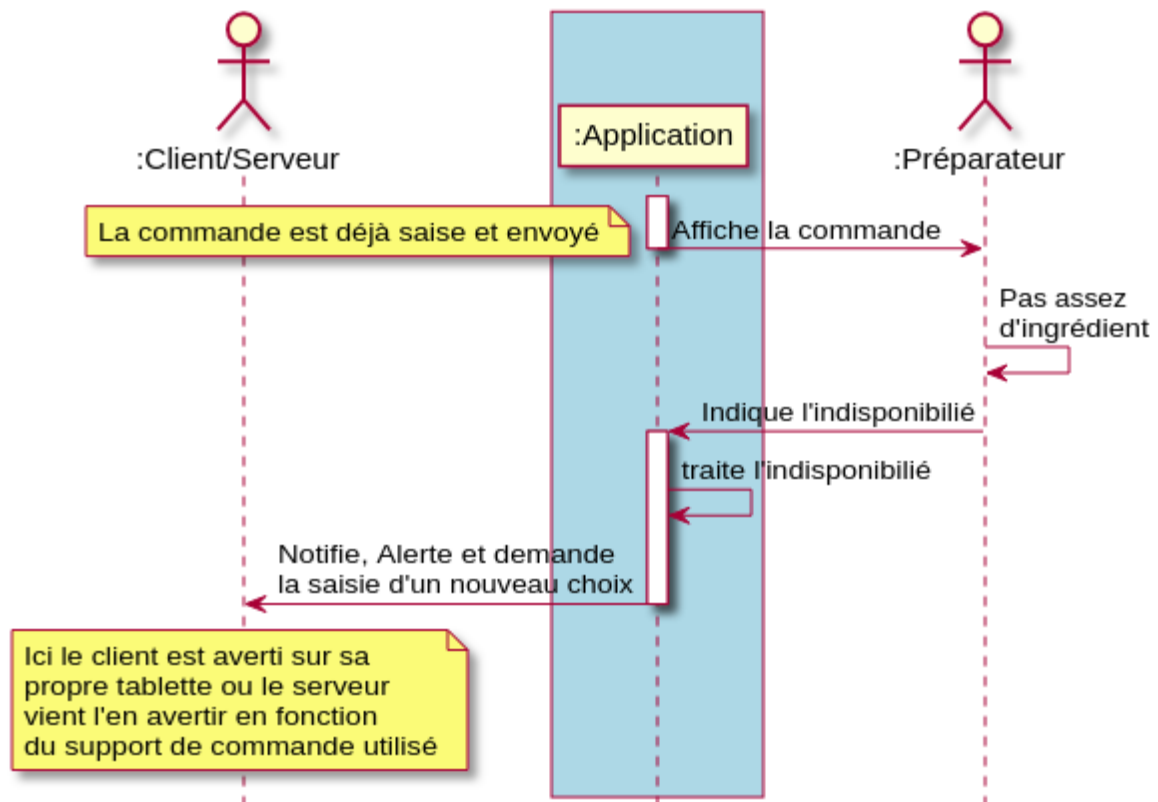 :Client/Serveur
:Application
:Préparateur
La commande est déjà saise et envoyé
Affiche la commande
Pas assez
d'ingrédient
Indique l'indisponibilié
traite l'indisponibilié
Notifie, Alerte et demande
la saisie d'un nouveau choix
Ici le client est averti sur sa
propre tablette ou le serveur
vient l'en avertir en fonction
du support de commande utilisé